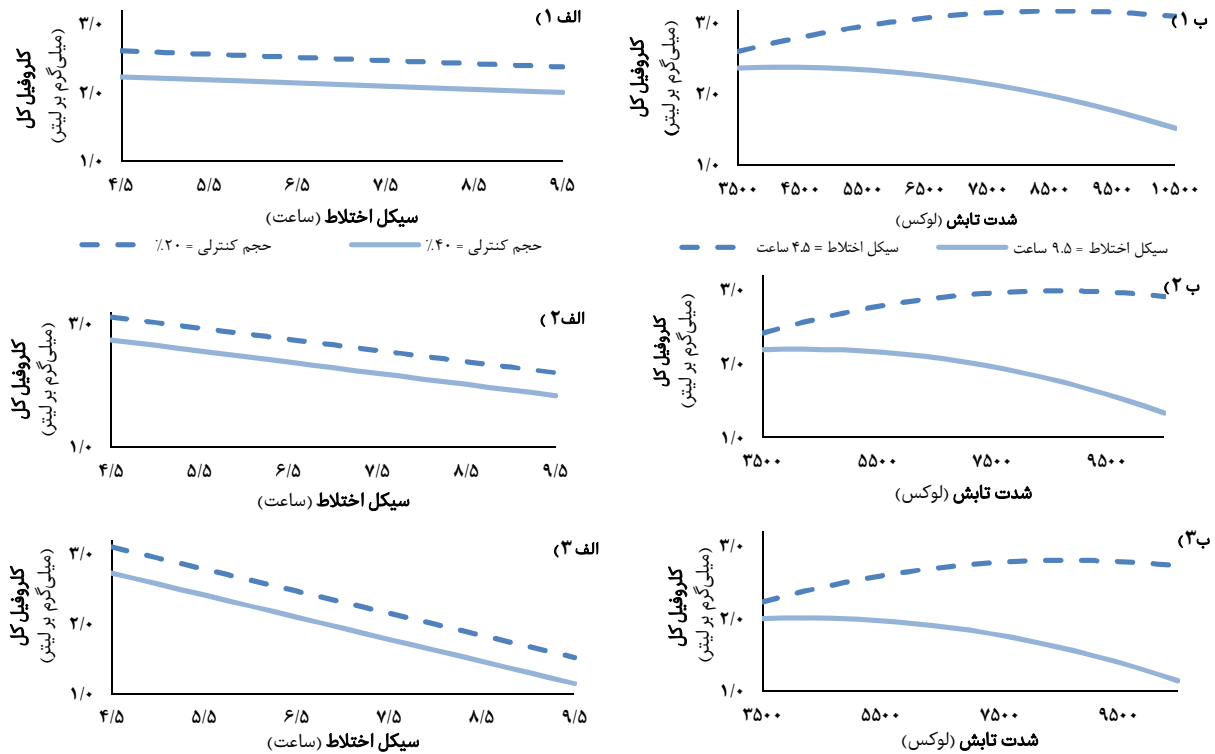 الف ۱)
۳/۰
۲/۰
۱/۰
کلروفیل کل
(میلی‌گرم بر لیتر)
۴/۵ ۵/۵ ۶/۵ ۷/۵ ۸/۵ ۹/۵
سیکل اختلاط (ساعت)
حجم کنترلی = ۲۰٪
حجم کنترلی = ۴۰٪
الف۲ )
۳/۰
۱/۰
کلروفیل کل
(میلی‌گرم بر لیتر)
۴/۵ ۵/۵ ۶/۵ ۷/۵ ۸/۵ ۹/۵
سیکل اختلاط (ساعت)
الف ۳)
۳/۰
۲/۰
۱/۰
کلروفیل کل
(میلی‌گرم بر لیتر)
۴/۵ ۵/۵ ۶/۵ ۷/۵ ۸/۵ ۹/۵
سیکل اختلاط (ساعت)
ب ۱)
۳/۰
۲/۰
۱/۰
کلروفیل کل
(میلی‌گرم بر لیتر)
۳۵۰۰ ۴۵۰۰ ۵۵۰۰ ۶۵۰۰ ۷۵۰۰ ۸۵۰۰ ۹۵۰۰ ۱۰۵۰۰
شدت تابش (لوکس)
سیکل اختلاط = ۴.۵ ساعت
سیکل اختلاط = ۹.۵ ساعت
ب ۲)
۳/۰
۲/۰
۱/۰
کلروفیل کل
(میلی‌گرم بر لیتر)
۳۵۰۰ ۵۵۰۰ ۷۵۰۰ ۹۵۰۰
شدت تابش (لوکس)
ب۳)
۳/۰
۲/۰
۱/۰
کلروفیل کل
(میلی‌گرم بر لیتر)
۳۵۰۰ ۵۵۰۰ ۷۵۰۰ ۹۵۰۰
شدت تابش (لوکس)